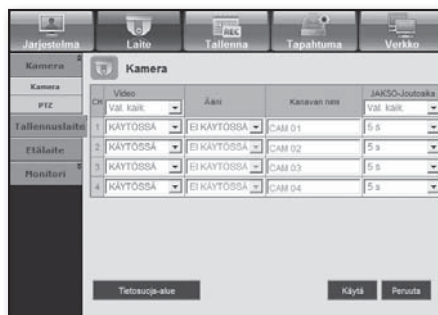 Järjestelmä Laite Tallenna Tapahtuma Verkko
REC
Kamera
Kamera
PTZ
Tallennuslaite
Etälaite
Monitori
Kamera
CH Video Ääni Kanavan nimi JAKSO-Joutoaika
Val. kaik. Val. kaik.
1 KÄYTÖSSÄ EI KÄYTÖSSÄ CAM 01 5 s
2 KÄYTÖSSÄ EI KÄYTÖSSÄ CAM 02 5 s
3 KÄYTÖSSÄ EI KÄYTÖSSÄ CAM 03 5 s
4 KÄYTÖSSÄ EI KÄYTÖSSÄ CAM 04 5 s
Tietosuoja-alue Käytä Peruuta